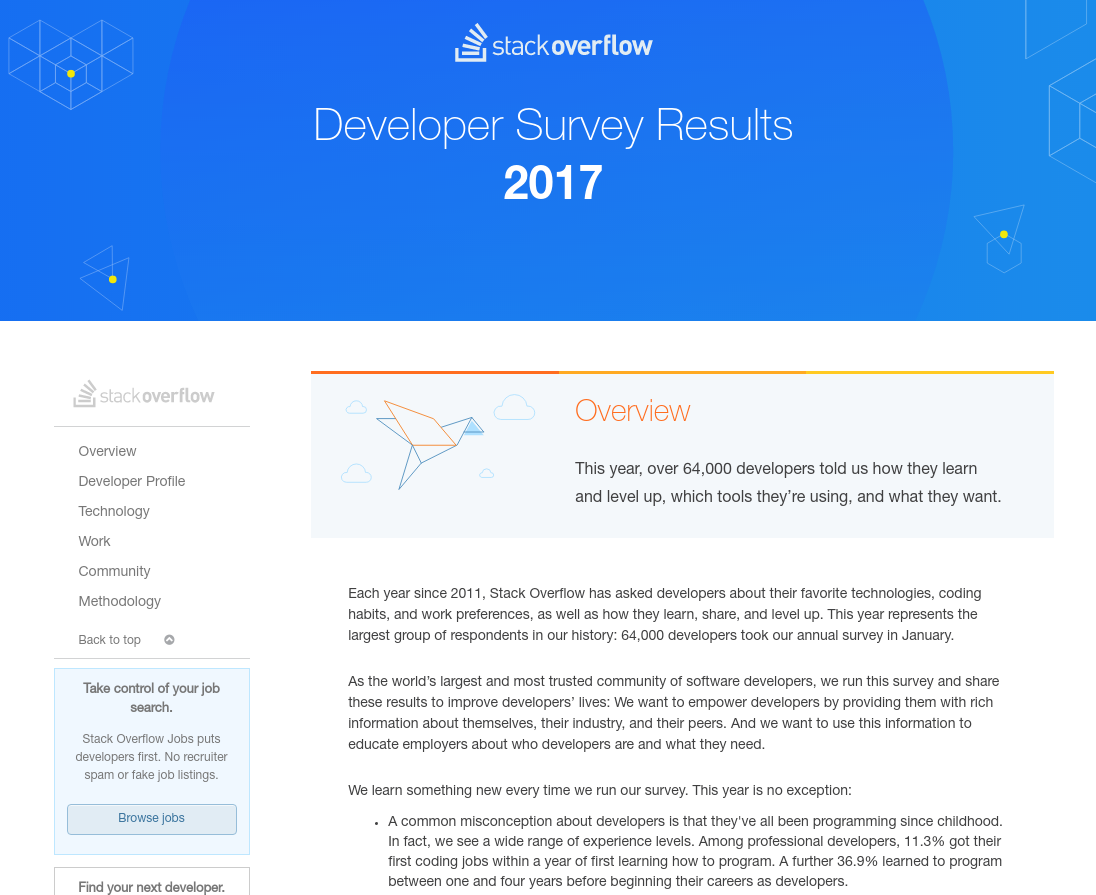 stackoverflow
Developer Survey Results
2017
stackoverflow
Overview
Developer Profile
Technology
Work
Community
Methodology
Back to top
Take control of your job
search.
Stack Overflow Jobs puts
developers first. No recruiter
spam or fake job listings.
Browse jobs
Find your next developer.
Overview
This year, over 64,000 developers told us how they learn
and level up, which tools they’re using, and what they want.
Each year since 2011, Stack Overflow has asked developers about their favorite technologies, coding
habits, and work preferences, as well as how they learn, share, and level up. This year represents the
largest group of respondents in our history: 64,000 developers took our annual survey in January.
As the world’s largest and most trusted community of software developers, we run this survey and share
these results to improve developers’ lives: We want to empower developers by providing them with rich
information about themselves, their industry, and their peers. And we want to use this information to
educate employers about who developers are and what they need.
We learn something new every time we run our survey. This year is no exception:
• A common misconception about developers is that they've all been programming since childhood.
In fact, we see a wide range of experience levels. Among professional developers, 11.3% got their
first coding jobs within a year of first learning how to program. A further 36.9% learned to program
between one and four years before beginning their careers as developers.